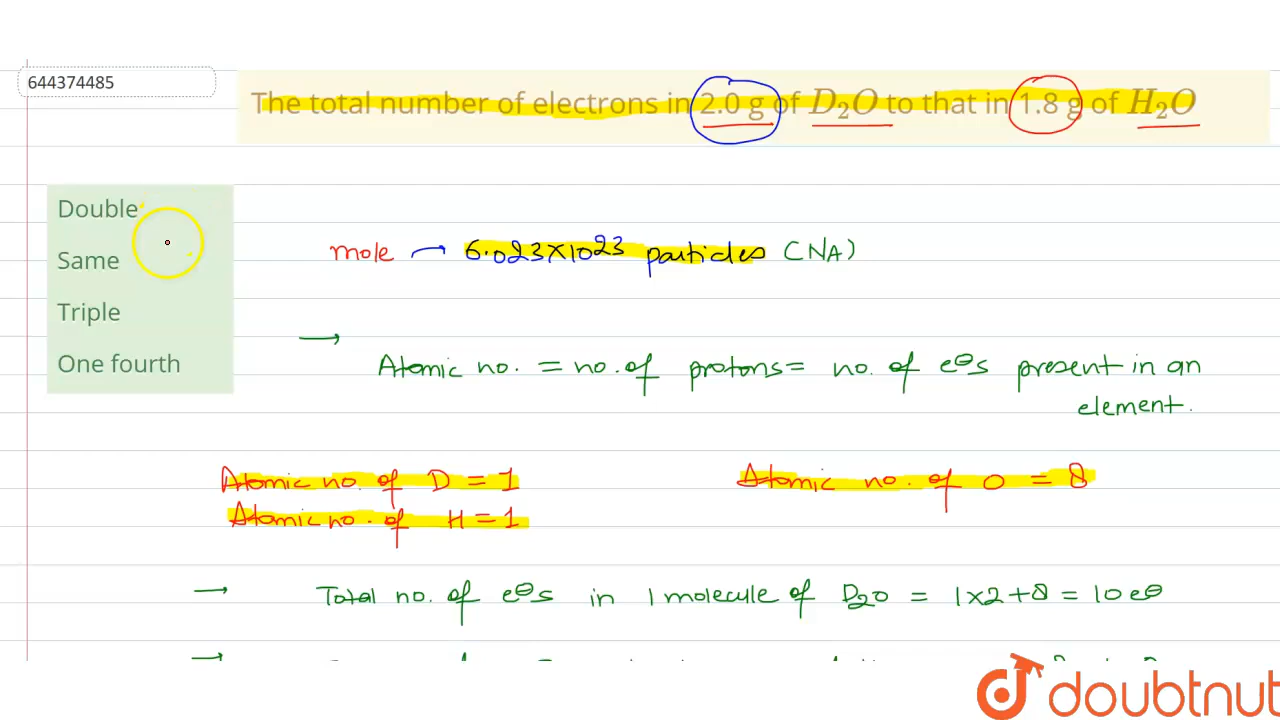 644374485
The total number of electrons in 2.0 g of D₂O to that in 1.8 g of H₂O
Double
Same
Triple
One fourth
mole → 6.023×10²³ particles (NA)
→
Atomic no. = no. of protons = no. of e⊖s present in an
element.
Atomic no. of D = 1
Atomic no. of O = 8
Atomic no. of H = 1
→ Total no. of e⊖s in 1 molecule of D₂O = 1×2+8 = 10 e⊖
doubtnut